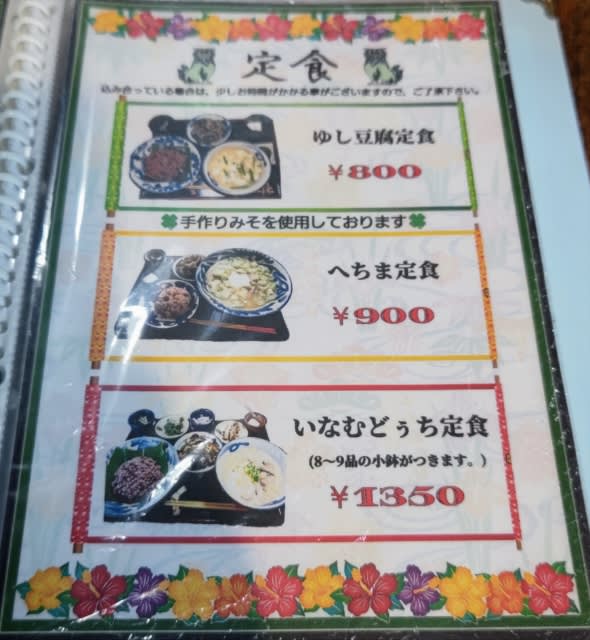 定食
込み合っている場合は、少しお時間がかかる事がございますので、ご了承下さい。
ゆし豆腐定食
¥800
手作りみそを使用しております
へちま定食
¥900
いなむどぅち定食
(8～9品の小鉢がつきます。)
¥1350